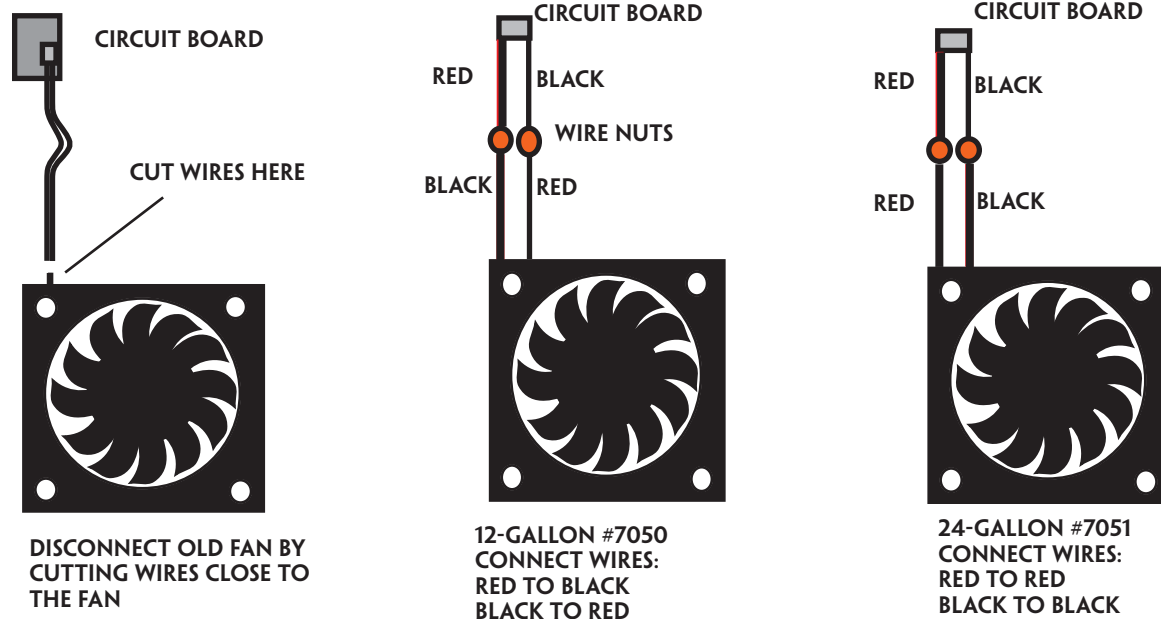 CIRCUIT BOARD
CUT WIRES HERE
DISCONNECT OLD FAN BY
CUTTING WIRES CLOSE TO
THE FAN
CIRCUIT BOARD
RED
BLACK
WIRE NUTS
BLACK
RED
12-GALLON #7050
CONNECT WIRES:
RED TO BLACK
BLACK TO RED
CIRCUIT BOARD
RED
BLACK
RED
BLACK
24-GALLON #7051
CONNECT WIRES:
RED TO RED
BLACK TO BLACK